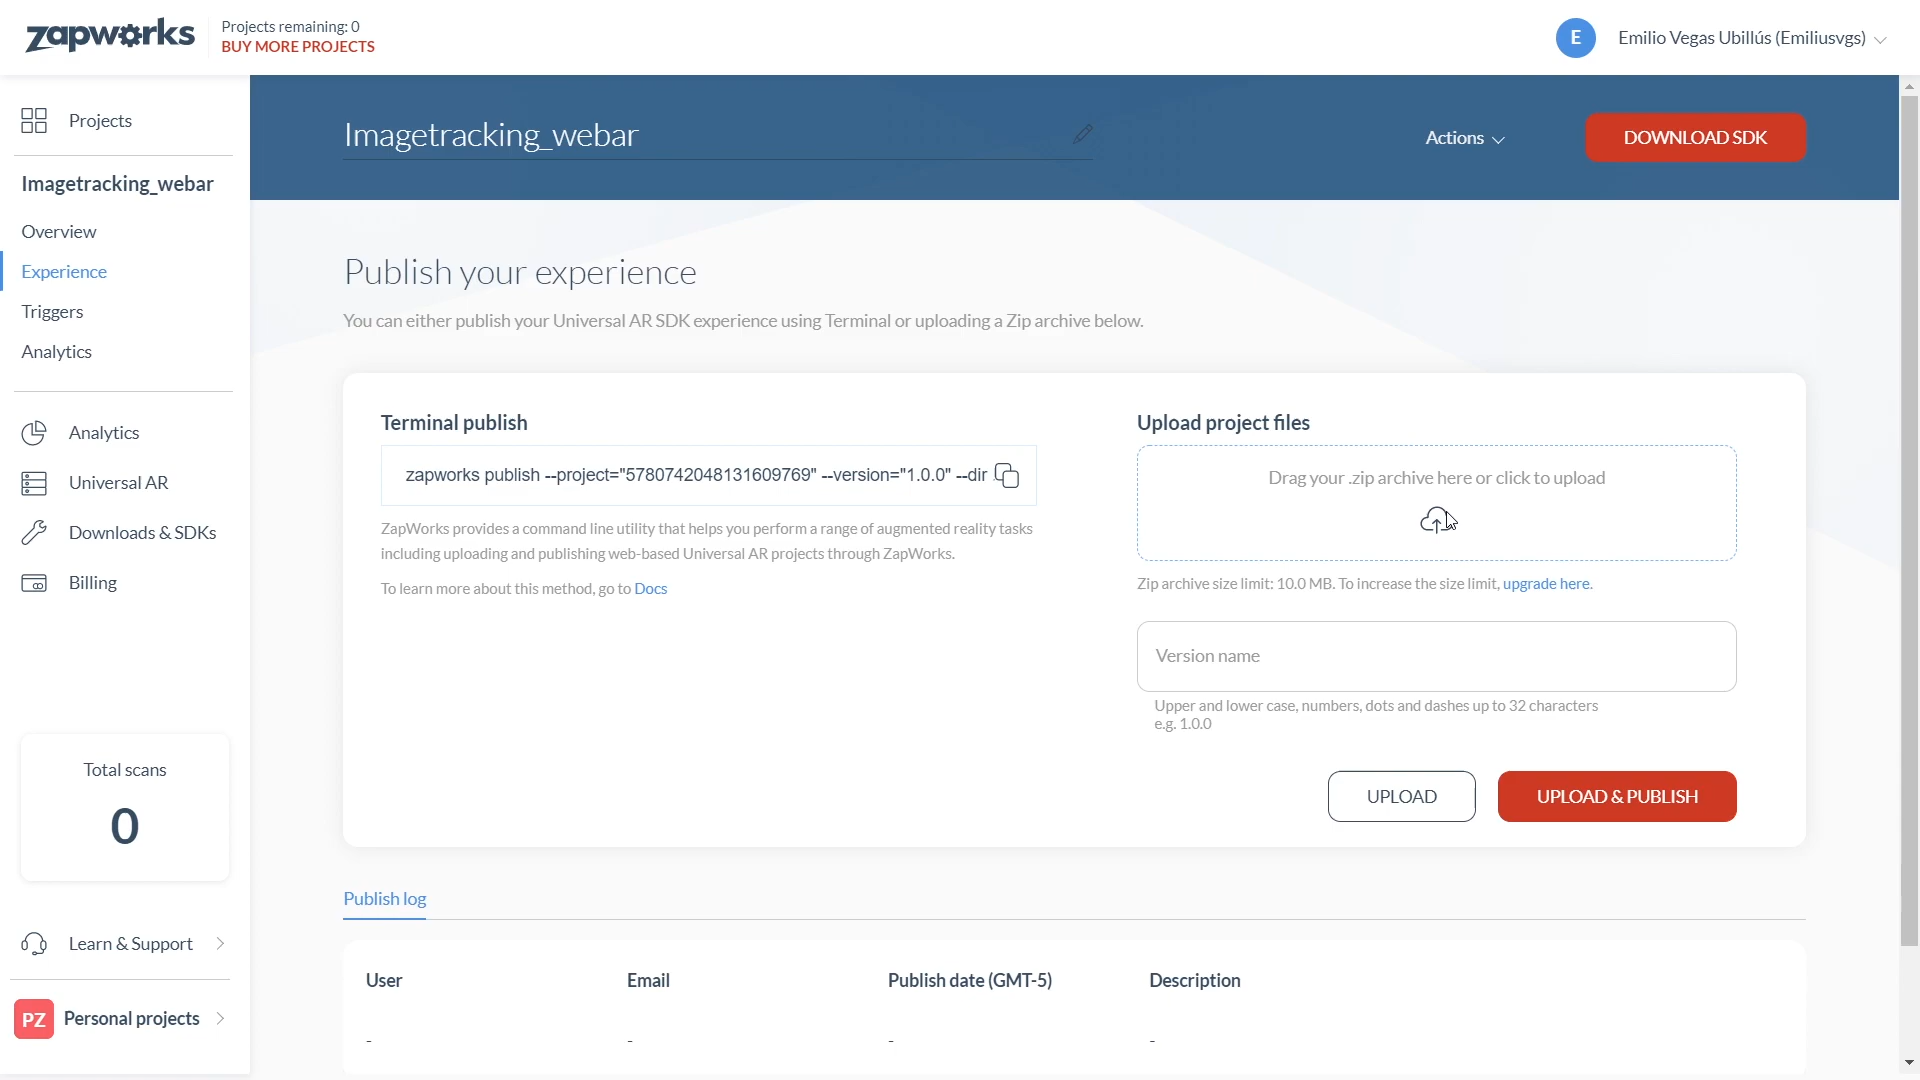 zapworks
Projects remaining: 0
BUY MORE PROJECTS
E
Emilio Vegas Ubillús (Emiliusvgs)
Projects
Imagetracking_webar
Overview
Experience
Triggers
Analytics
Analytics
Universal AR
Downloads & SDKs
Billing
Total scans
0
Learn & Support
PZ
Personal projects
Imagetracking_webar
Actions
DOWNLOAD SDK
Publish your experience
You can either publish your Universal AR SDK experience using Terminal or uploading a Zip archive below.
Terminal publish
zapworks publish --project="5780742048131609769" --version="1.0.0" --dir
ZapWorks provides a command line utility that helps you perform a range of augmented reality tasks
including uploading and publishing web-based Universal AR projects through ZapWorks.
To learn more about this method, go to Docs
Upload project files
Drag your .zip archive here or click to upload
Zip archive size limit: 10.0 MB. To increase the size limit, upgrade here.
Version name
Upper and lower case, numbers, dots and dashes up to 32 characters
e.g. 1.0.0
UPLOAD
UPLOAD & PUBLISH
Publish log
User Email Publish date (GMT-5) Description
- - - -